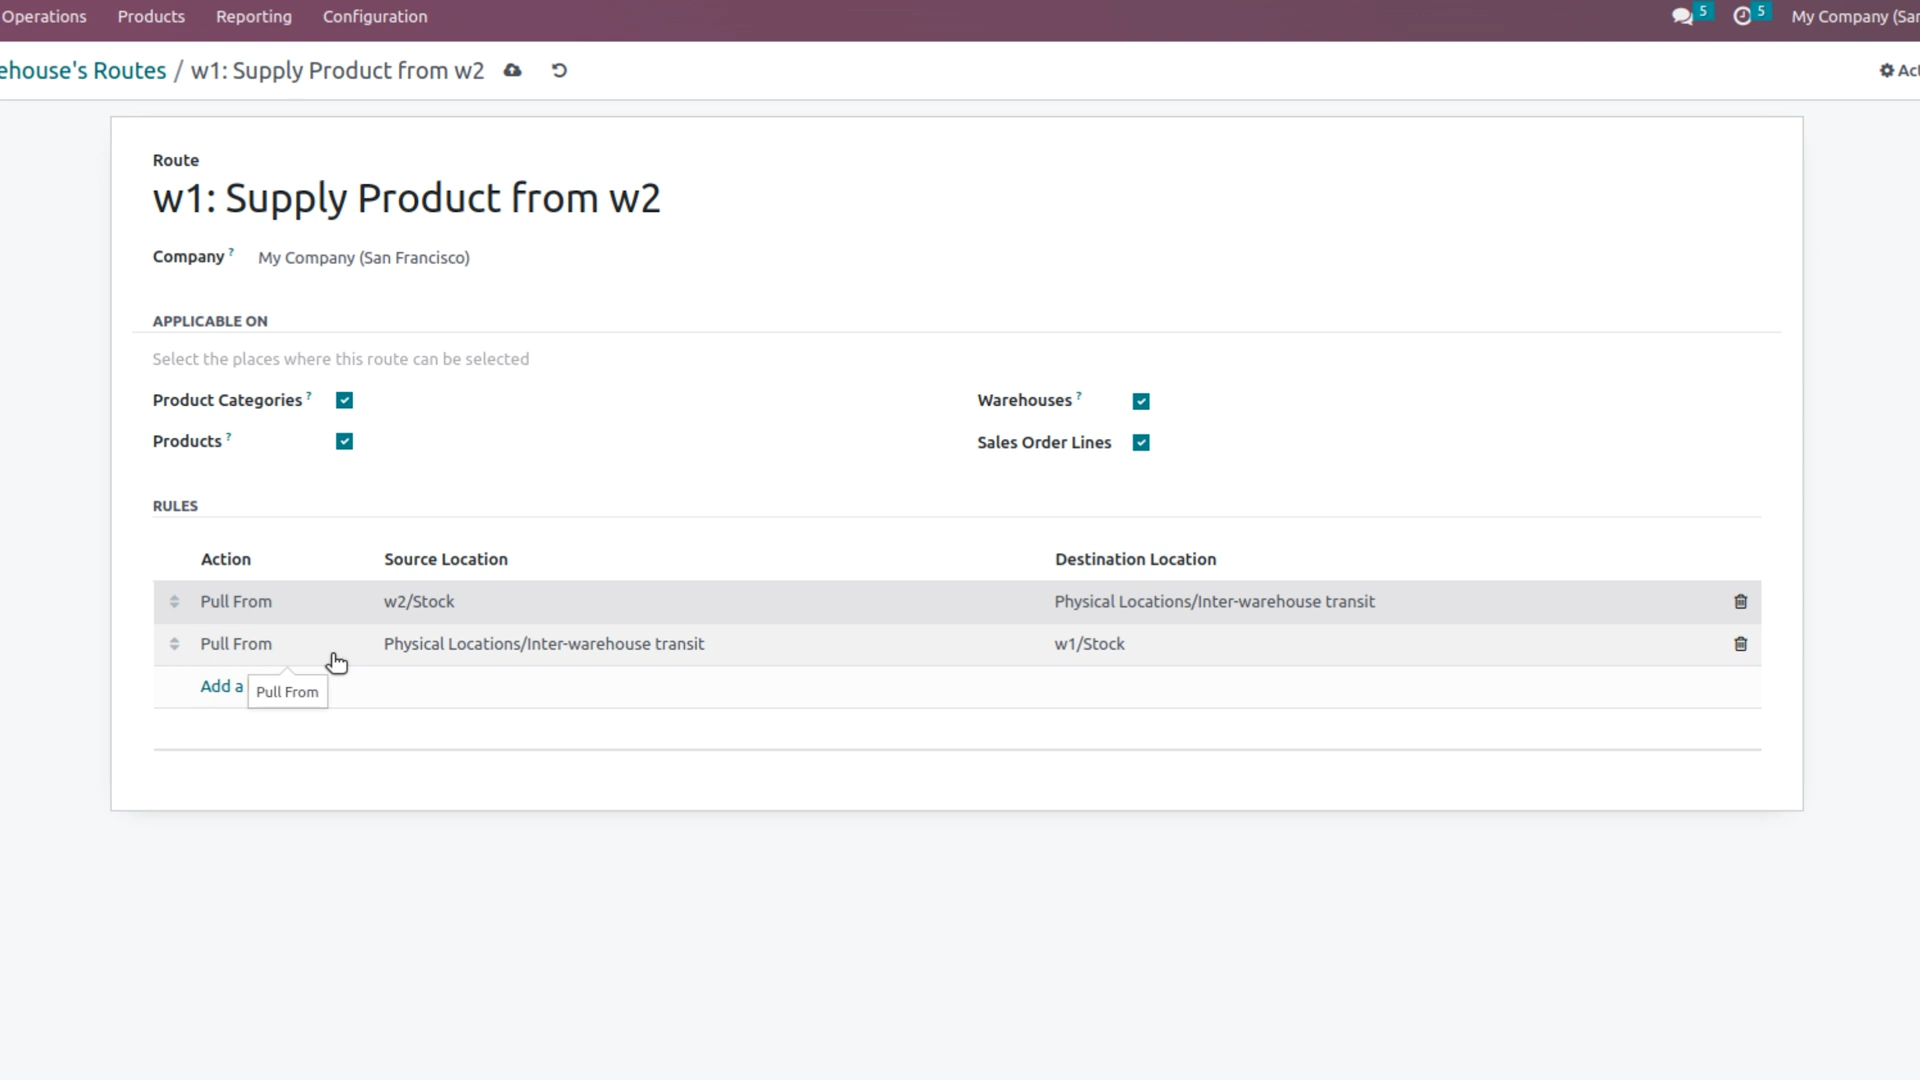 Operations Products Reporting Configuration 5 5 My Company (San
ehouse's Routes / w1: Supply Product from w2 Act
Route
w1: Supply Product from w2
Company ? My Company (San Francisco)
APPLICABLE ON
Select the places where this route can be selected
Product Categories ? Warehouses ?
Products ? Sales Order Lines
RULES
Action Source Location Destination Location
Pull From w2/Stock Physical Locations/Inter-warehouse transit
Pull From Physical Locations/Inter-warehouse transit w1/Stock
Add a
Pull From